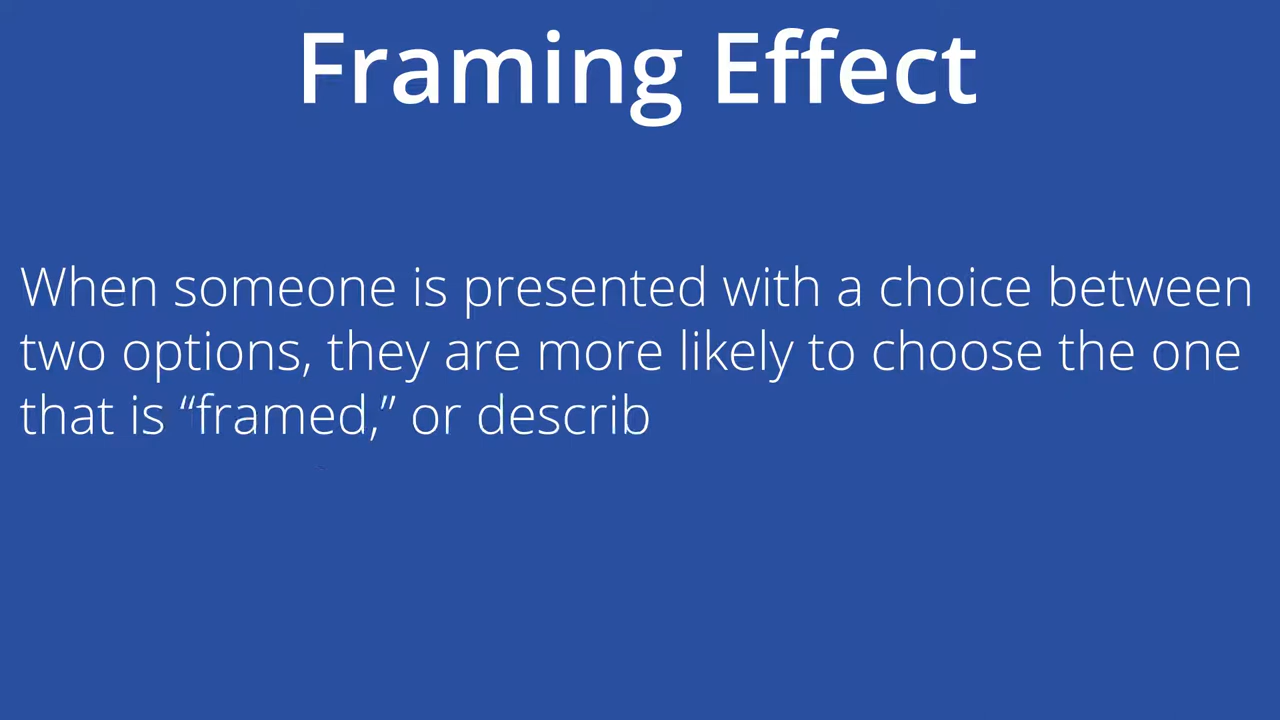 Framing Effect
When someone is presented with a choice between
two options, they are more likely to choose the one
that is “framed,” or describ